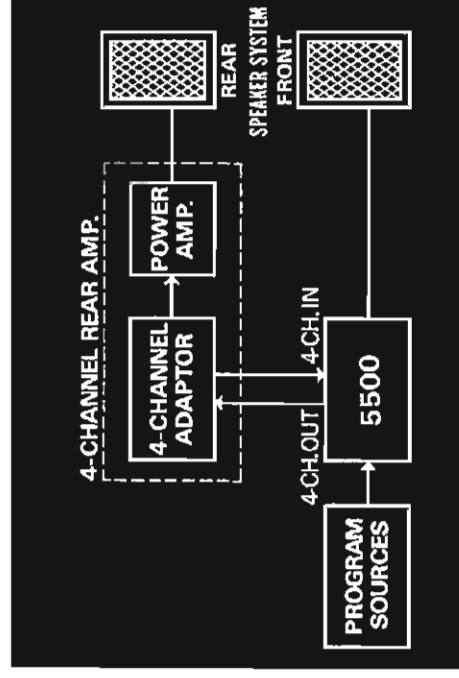 4-CHANNEL REAR AMP.
4-CHANNEL
ADAPTOR
POWER
AMP.
REAR
SPEAKER SYSTEM
FRONT
4-CH.OUT
4-CH.IN
PROGRAM
SOURCES
5500